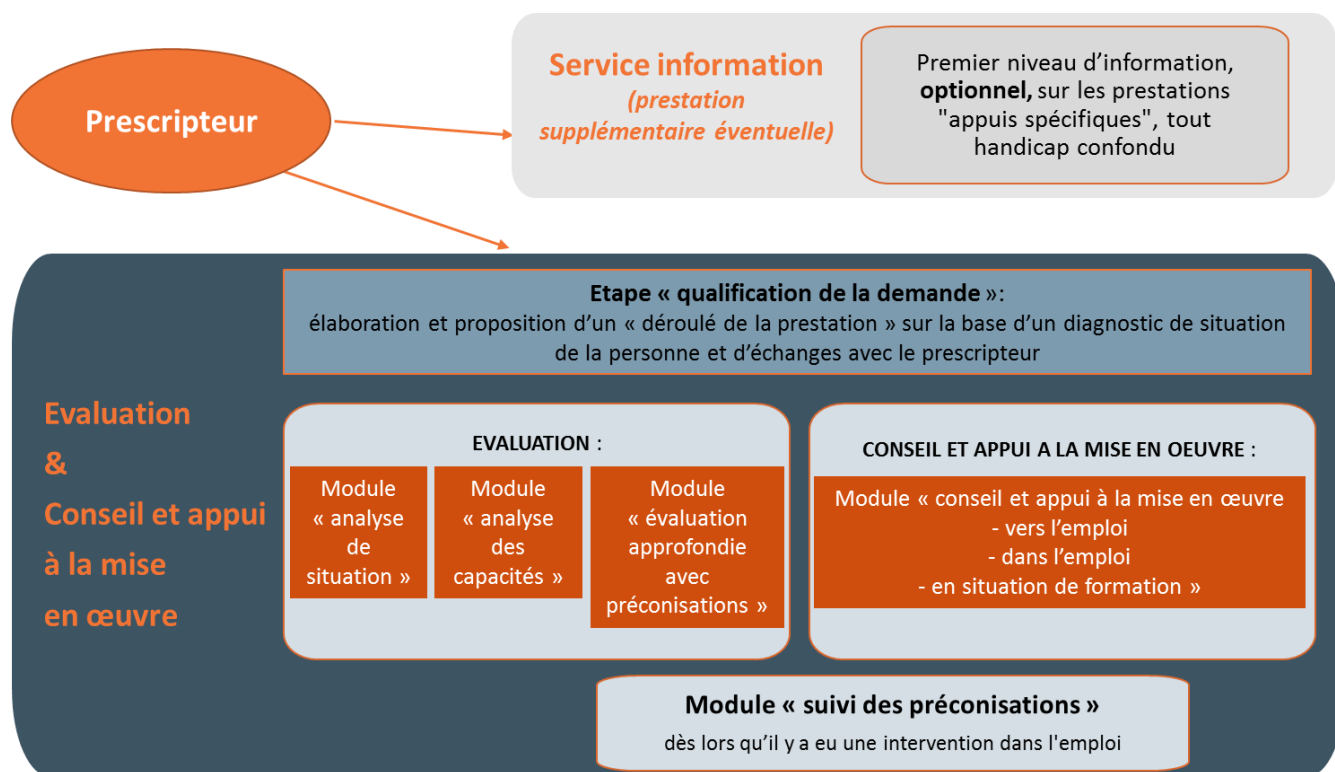 Prescripteur
Service information
(prestation
supplémentaire éventuelle)
Premier niveau d’information,
optionnel, sur les prestations
"appuis spécifiques", tout
handicap confondu
Etape « qualification de la demande »:
élaboration et proposition d’un « déroulé de la prestation » sur la base d’un diagnostic de situation
de la personne et d’échanges avec le prescripteur
Evaluation
&
Conseil et appui
à la mise
en œuvre
EVALUATION :
Module
« analyse
de
situation »
Module
« analyse
des
capacités »
Module
« évaluation
approfondie
avec
préconisations »
CONSEIL ET APPUI A LA MISE EN OEUVRE :
Module « conseil et appui à la mise en œuvre
- vers l’emploi
- dans l’emploi
- en situation de formation »
Module « suivi des préconisations »
dès lors qu’il y a eu une intervention dans l'emploi